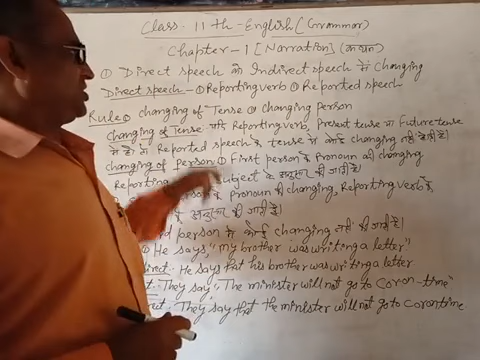 Class. 11th-English (Grammar)
Chapter-1 [Narration] (कथन)
① Direct speech का Indirect speech में changing
Direct speech - ① Reporting verb ② Reported speech
Rule ① changing of Tense ② changing person
changing of Tense: यदि Reporting verb, Present tense या Future tense
में हो तो Reported speech के tense में कोई changing नहीं होती है।
changing of person ① First person के Pronoun की changing
Reporting subject के अनुसार की जाती है।
person के Pronoun की changing, Reporting verb के
के अनुसार की जाती है।
person में कोई changing नहीं की जाती है।
He says, "my brother was writing a letter"
He says that his brother was writing a letter
They say, "The minister will not go to coron-time"
They say that the minister will not go to corontime